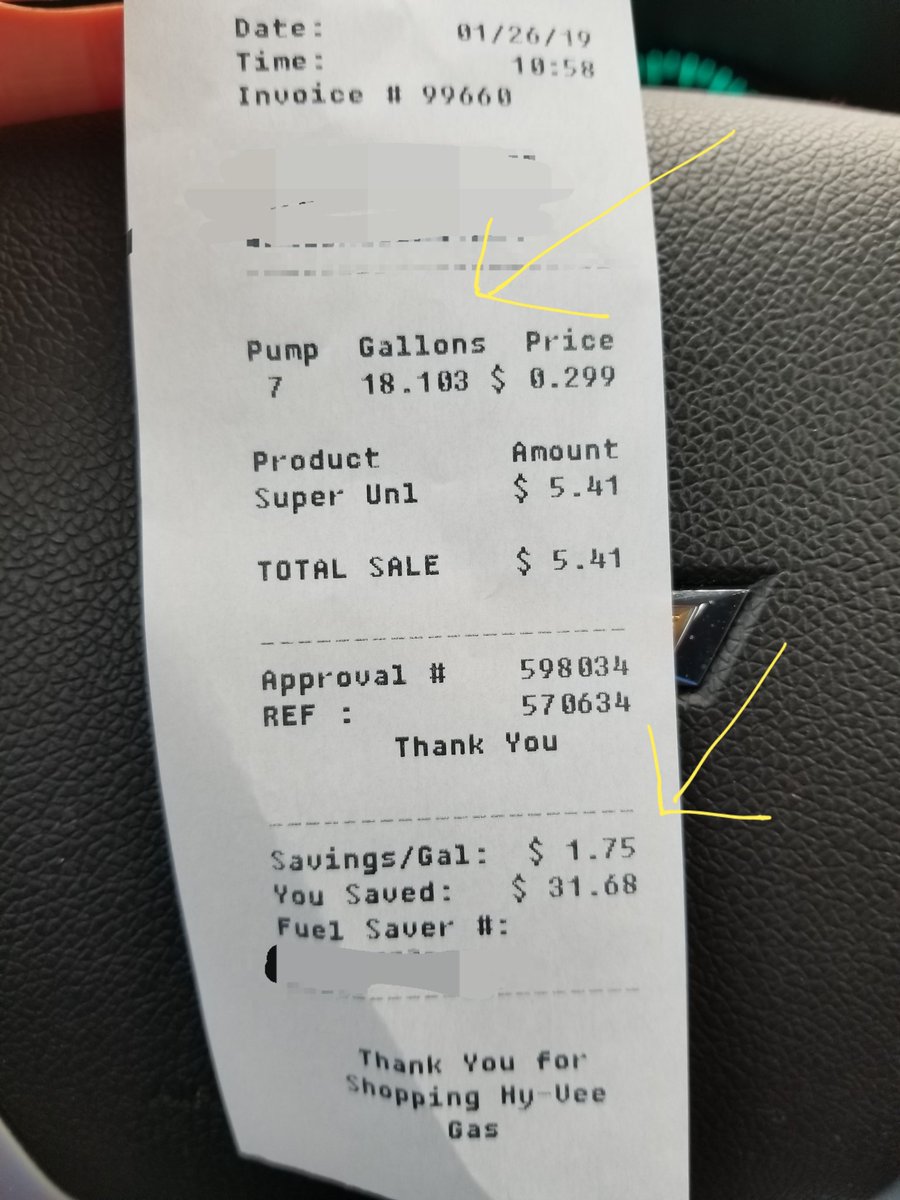 Date: 01/26/19
Time: 10:58
Invoice # 99660
Pump Gallons Price
7 18.103 $ 0.299
Product Amount
Super Unl $ 5.41
TOTAL SALE $ 5.41
Approval # 598034
REF : 570634
Thank You
Savings/Gal: $ 1.75
You Saved: $ 31.68
Fuel Saver #:
Thank You for
Shopping Hy-Vee
Gas